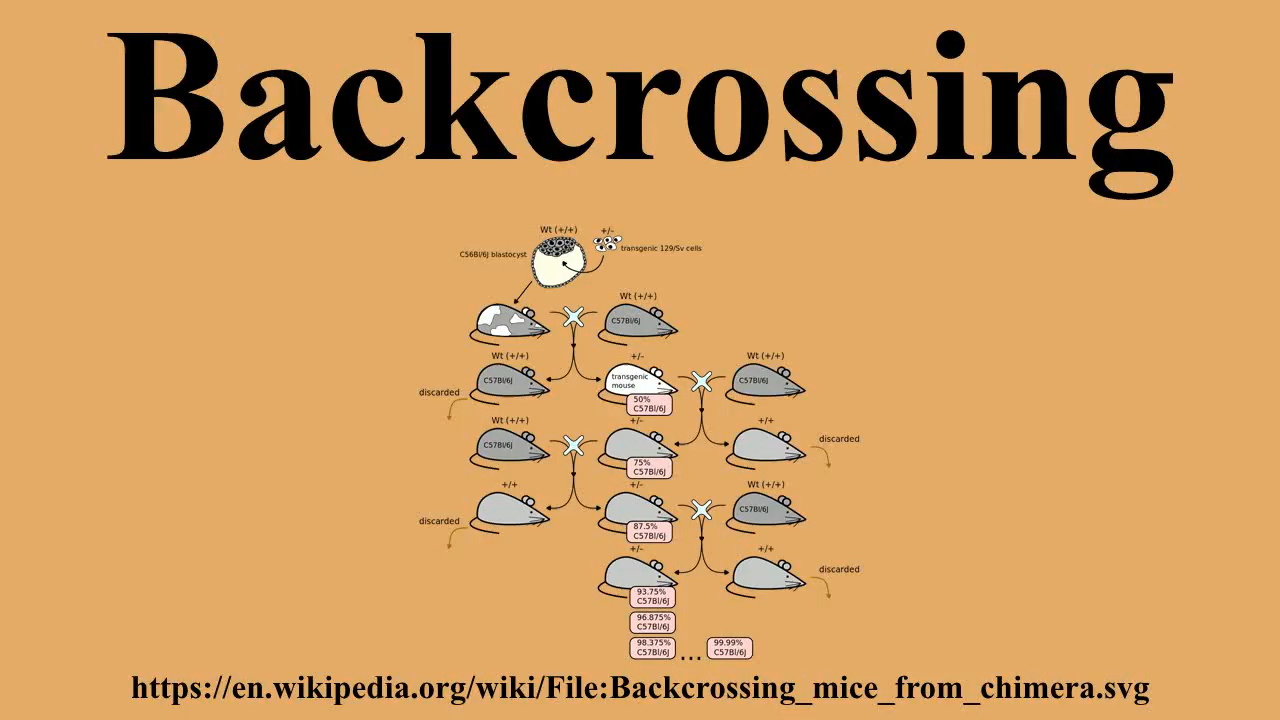 Backcrossing
Wt (+/+)
+/-
C56Bl/6J blastocyst
transgenic 129/Sv cells
Wt (+/+)
C57Bl/6J
Wt (+/+)
+/-
Wt (+/+)
C57Bl/6J
transgenic
mouse
C57Bl/6J
discarded
50%
C57Bl/6J
Wt (+/+)
+/-
+/+
C57Bl/6J
discarded
75%
C57Bl/6J
+/+
+/-
Wt (+/+)
C57Bl/6J
discarded
87.5%
C57Bl/6J
+/-
+/+
discarded
93.75%
C57Bl/6J
96.875%
C57Bl/6J
98.375%
C57Bl/6J
...
99.99%
C57Bl/6J
https://en.wikipedia.org/wiki/File:Backcrossing_mice_from_chimera.svg